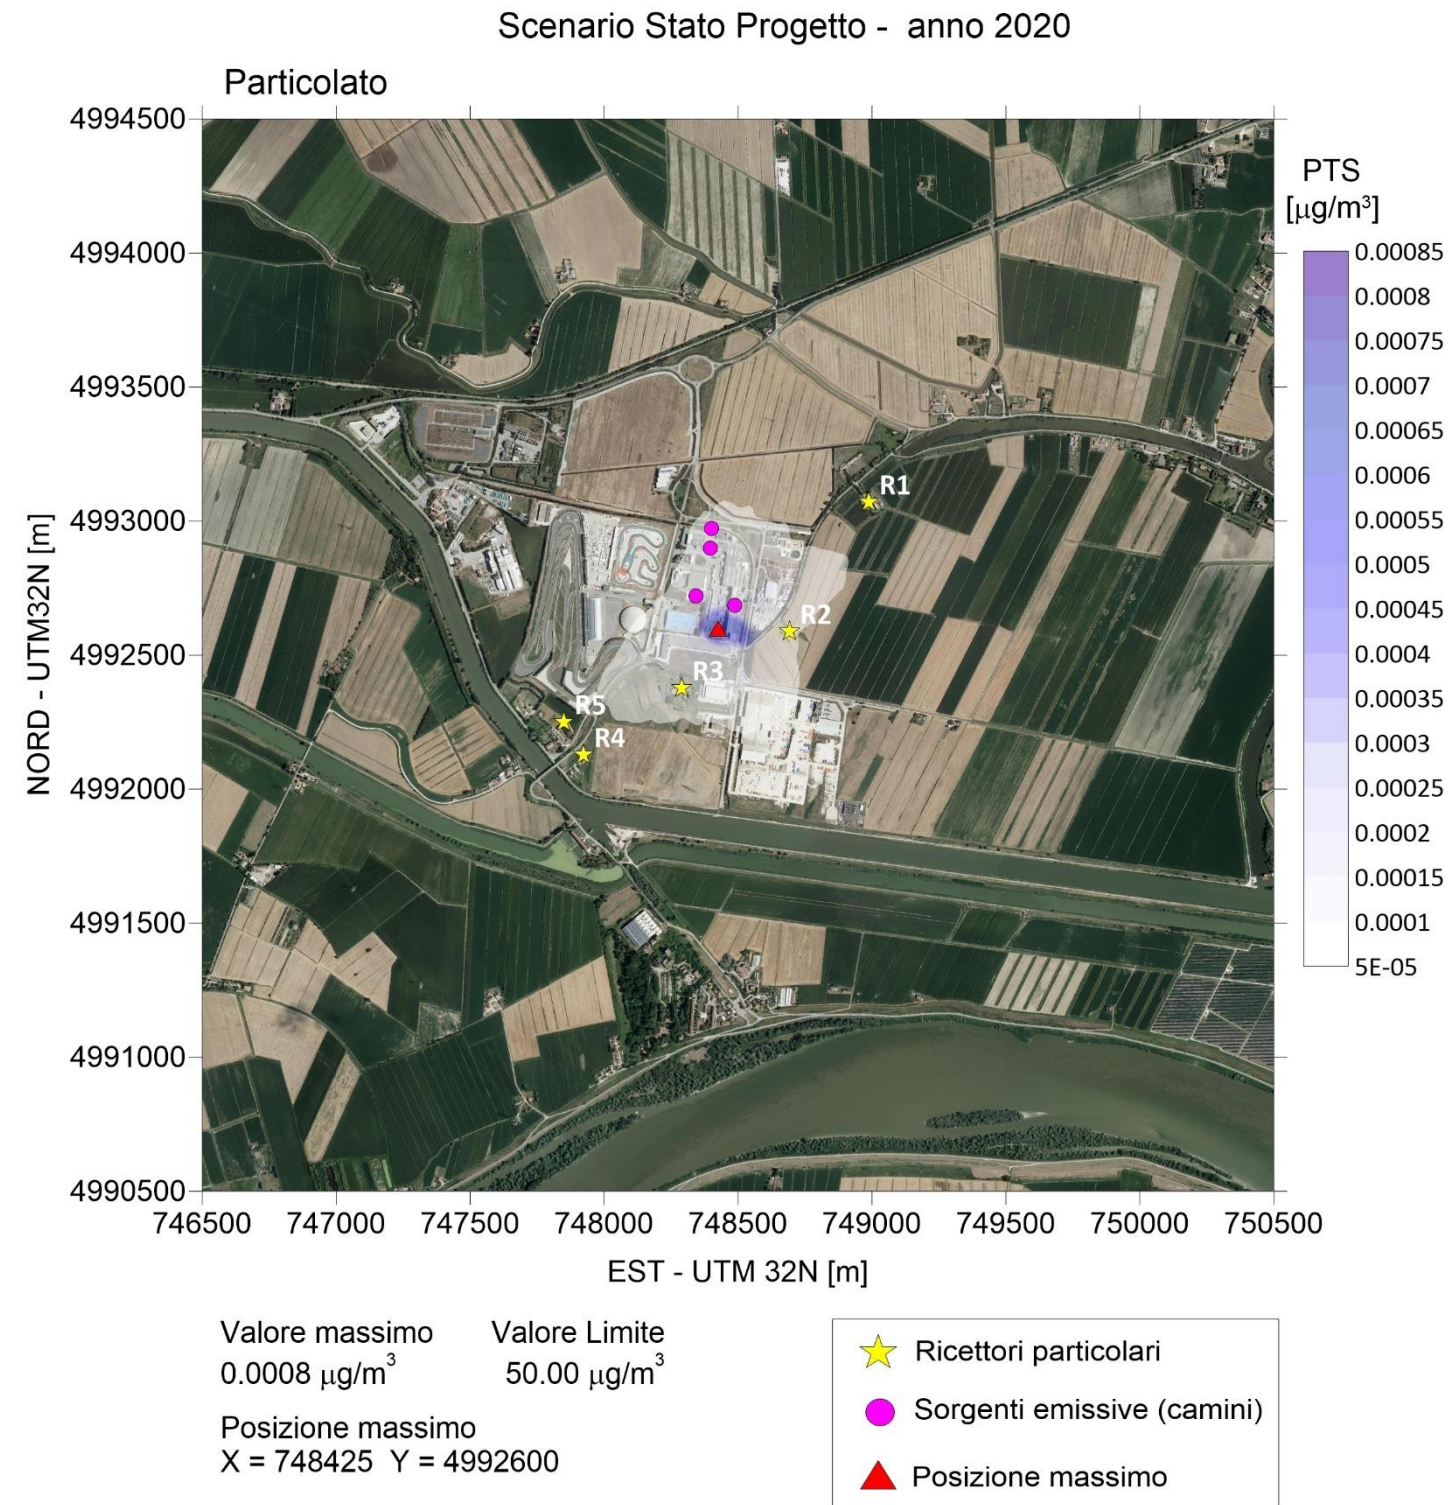 Scenario Stato Progetto - anno 2020
Particolato
4994500
4994000
4993500
4993000
4992500
4992000
4991500
4991000
4990500
NORD - UTM32N [m]
746500 747000 747500 748000 748500 749000 749500 750000 750500
EST - UTM 32N [m]
R1
R2
R3
R5
R4
PTS
[μg/m³]
0.00085
0.0008
0.00075
0.0007
0.00065
0.0006
0.00055
0.0005
0.00045
0.0004
0.00035
0.0003
0.00025
0.0002
0.00015
0.0001
5E-05
Valore massimo Valore Limite
0.0008 μg/m³ 50.00 μg/m³
Posizione massimo
X = 748425 Y = 4992600
Ricettori particolari
Sorgenti emissive (camini)
Posizione massimo